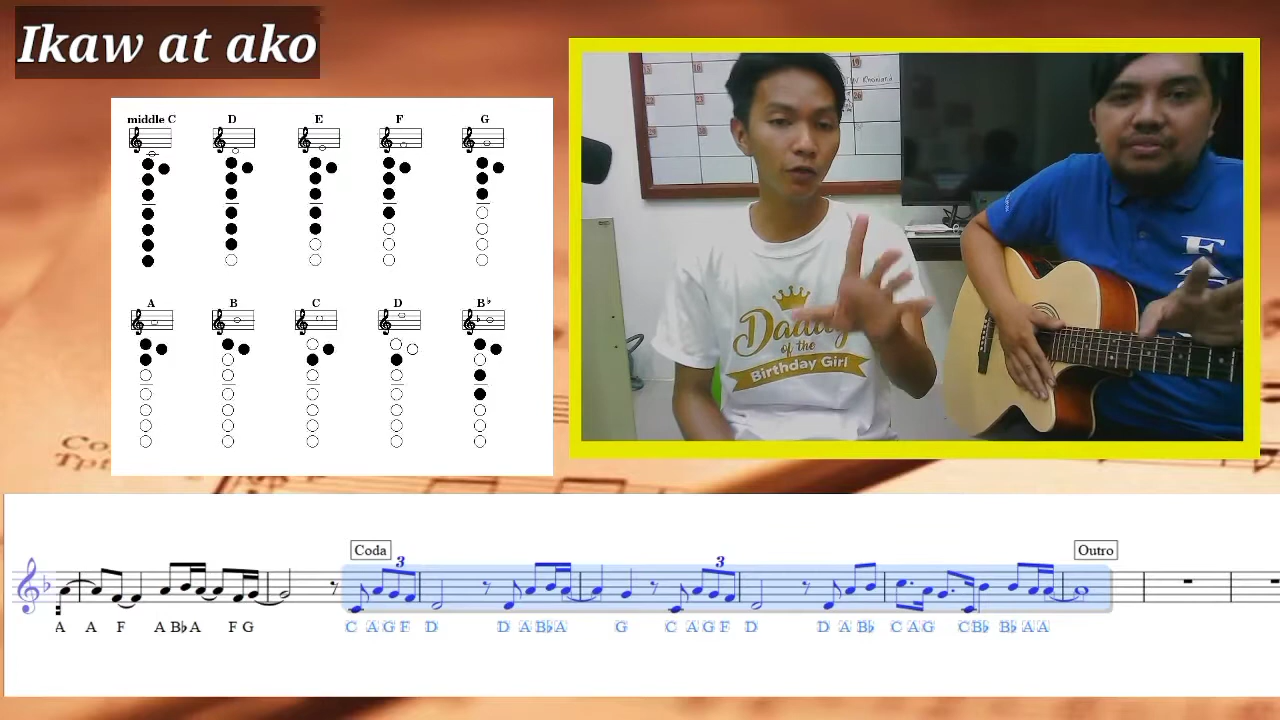 Ikaw at ako
middle C D E F G
A B C D B♭
Daddy
of the
Birthday Girl
Coda 3 3 Outro
A A F A B♭ A F G C A G F D D A B♭ A G C A G F D D A B♭ C A G C B♭ B♭ A A